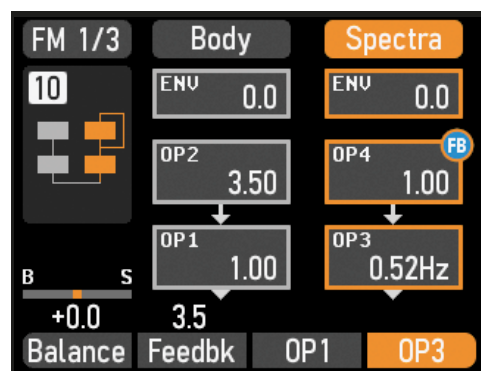 FM 1/3 Body Spectra
10
ENV 0.0 ENV 0.0
FB
OP2 3.50 OP4 1.00
OP1 1.00 OP3 0.52Hz
B S
+0.0 3.5
Balance Feedbk OP1 OP3